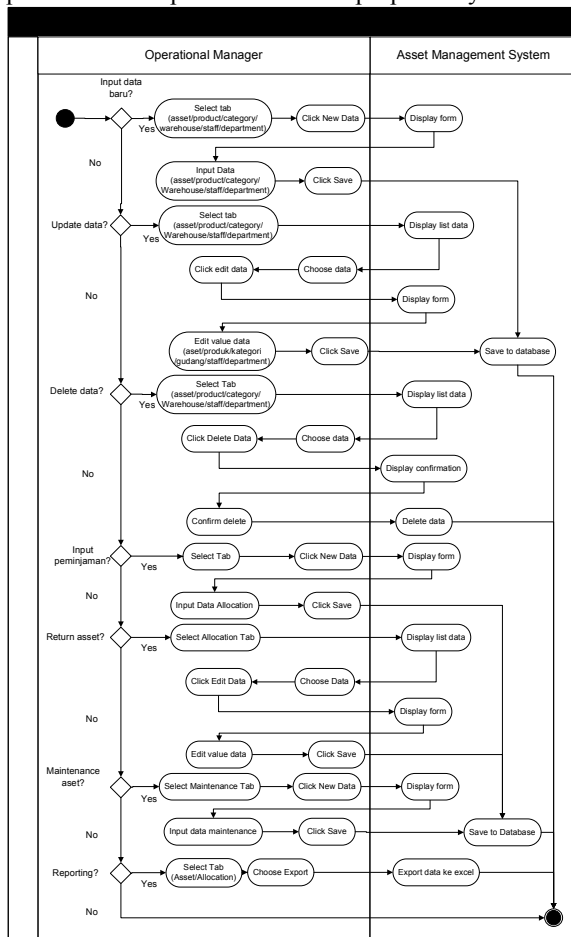 Operational Manager
Asset Management System
Input data
baru?
Select tab
(asset/product/category/
warehouse/staff/department)
Click New Data
Display form
Yes
No
Input Data
(asset/product/category/
Warehouse/staff/department)
Click Save
Update data?
Select tab
(asset/product/category/
Warehouse/staff/department)
Display list data
Yes
Click edit data
Choose data
No
Display form
Edit value data
(aset/produk/kategori
/gudang/staff/department)
Click Save
Save to database
Delete data?
Select Tab
(asset/product/category/
Warehouse/staff/department)
Display list data
Yes
Click Delete Data
Choose data
No
Display confirmation
Confirm delete
Delete data
Input
peminjaman?
Select Tab
Click New Data
Display form
Yes
No
Input Data Allocation
Click Save
Return asset?
Select Allocation Tab
Display list data
Yes
Click Edit Data
Choose Data
No
Display form
Edit value data
Click Save
Maintenance
aset?
Select Maintenance Tab
Click New Data
Display form
Yes
No
Input data maintenance
Click Save
Save to Database
Reporting?
Select Tab
(Asset/Allocation)
Choose Export
Export data ke excel
Yes
No